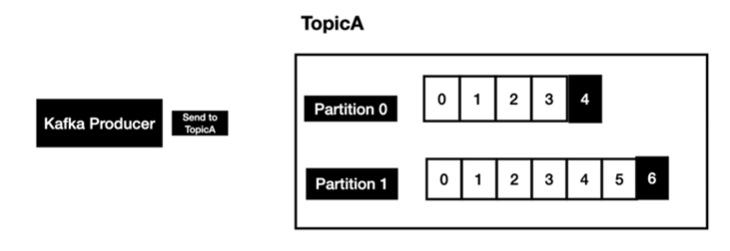 TopicA
Kafka Producer
Send to
TopicA
Partition 0
0 1 2 3 4
Partition 1
0 1 2 3 4 5 6